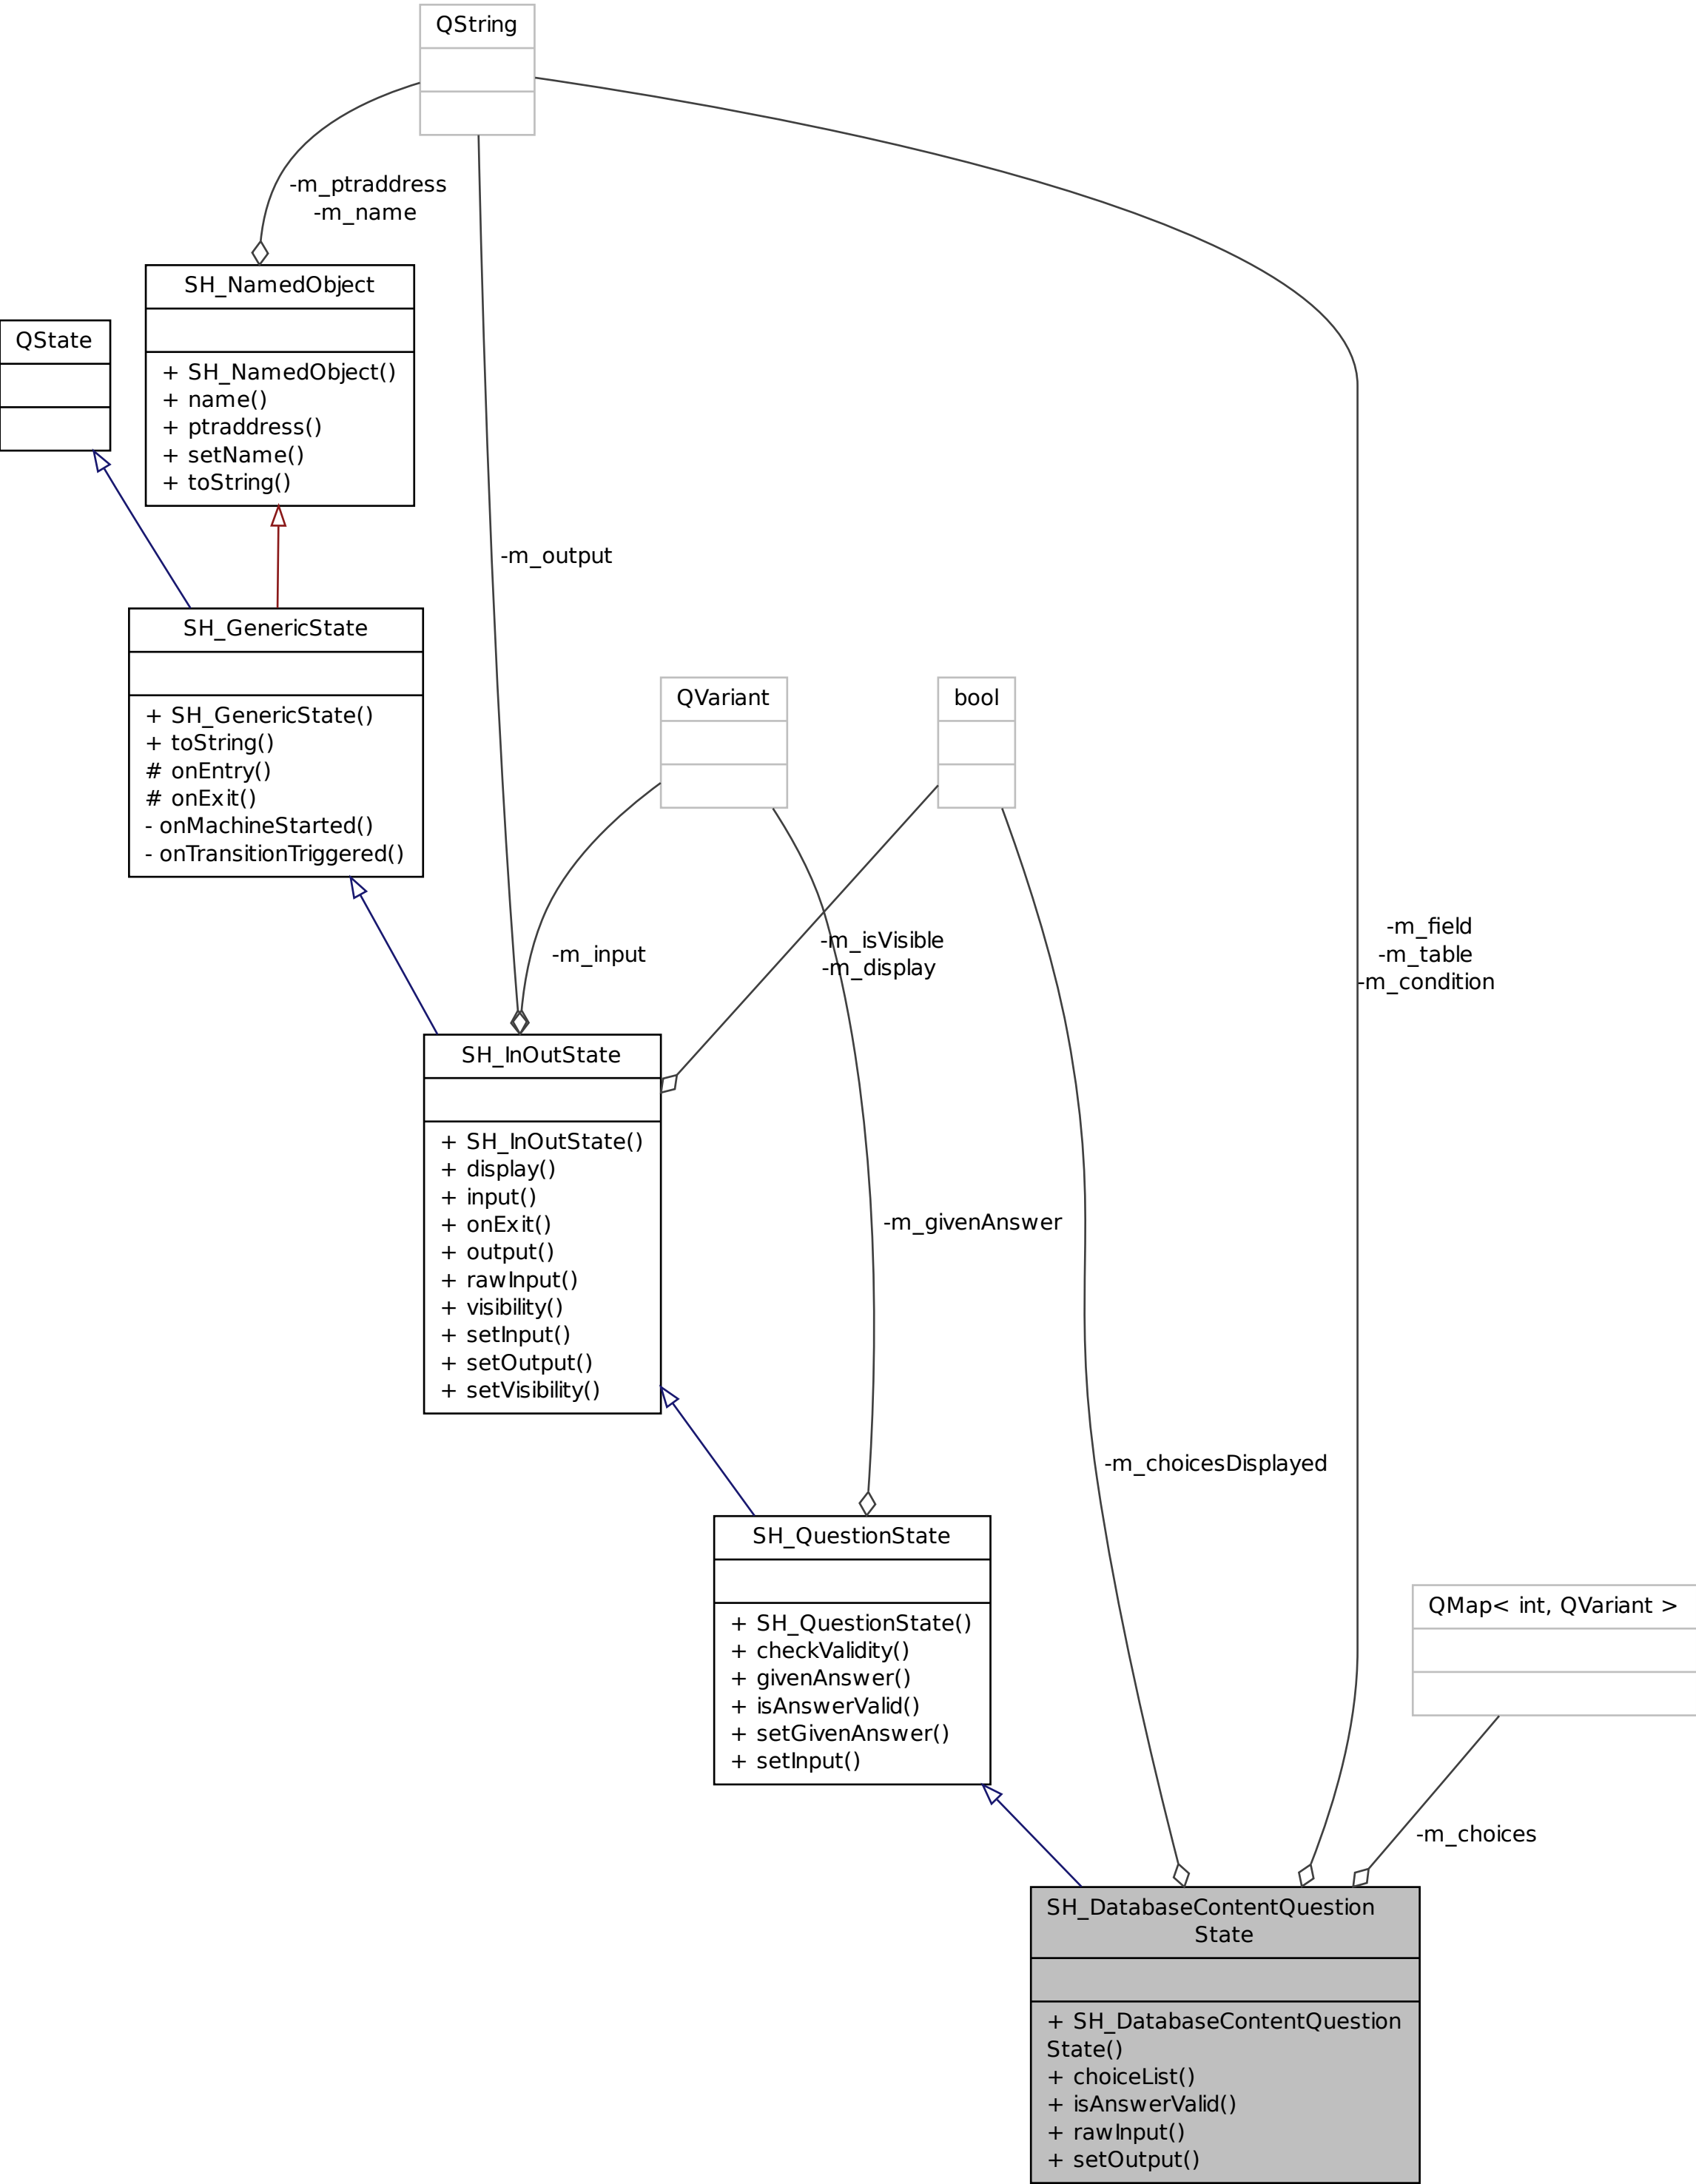 QString
-m_ptraddress
-m_name
SH_NamedObject
+ SH_NamedObject()
+ name()
+ ptraddress()
+ setName()
+ toString()
QState
-m_output
SH_GenericState
+ SH_GenericState()
+ toString()
# onEntry()
# onExit()
- onMachineStarted()
- onTransitionTriggered()
QVariant
bool
-m_input
-m_isVisible
-m_display
-m_field
-m_table
-m_condition
SH_InOutState
+ SH_InOutState()
+ display()
+ input()
+ onExit()
+ output()
+ rawInput()
+ visibility()
+ setInput()
+ setOutput()
+ setVisibility()
-m_givenAnswer
-m_choicesDisplayed
SH_QuestionState
+ SH_QuestionState()
+ checkValidity()
+ givenAnswer()
+ isAnswerValid()
+ setGivenAnswer()
+ setInput()
QMap< int, QVariant >
-m_choices
SH_DatabaseContentQuestion
State
+ SH_DatabaseContentQuestion
State()
+ choiceList()
+ isAnswerValid()
+ rawInput()
+ setOutput()